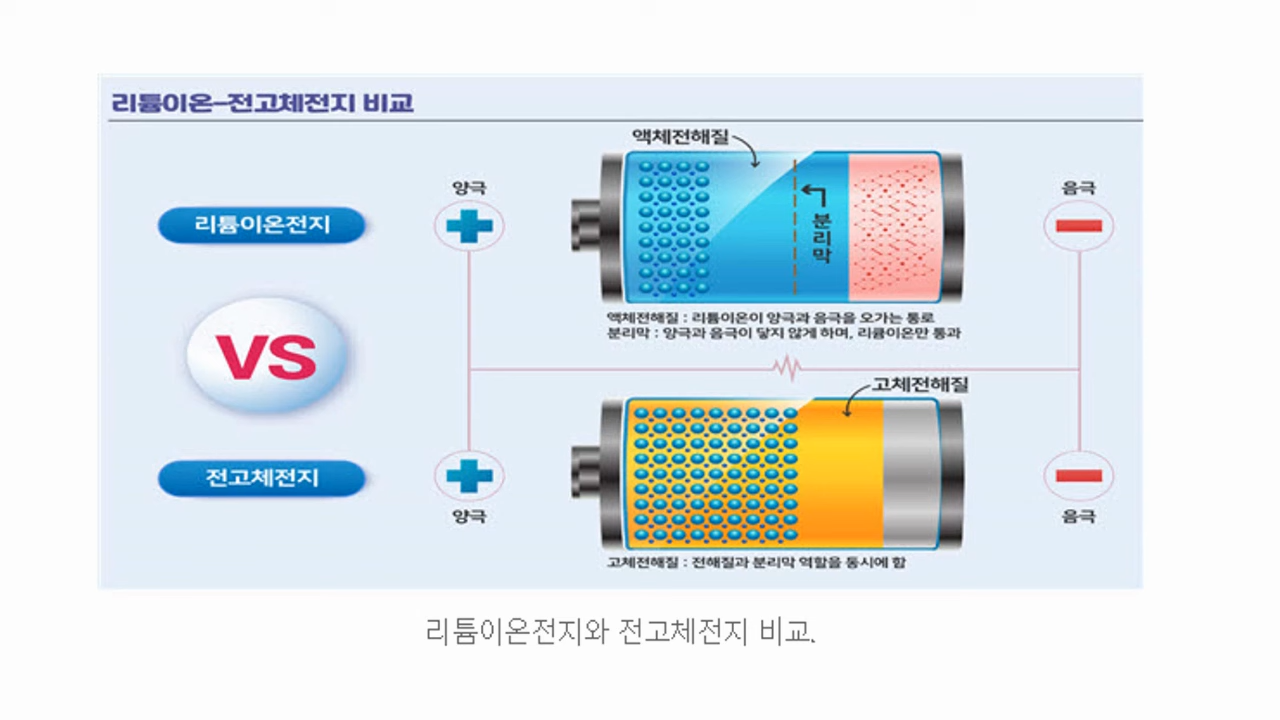 리튬이온-전고체전지 비교
액체전해질
양극
음극
리튬이온전지
분리막
액체전해질 : 리튬이온이 양극과 음극을 오가는 통로
분리막 : 양극과 음극이 닿지 않게 하며, 리튬이온만 통과
VS
고체전해질
전고체전지
양극
음극
고체전해질 : 전해질과 분리막 역할을 동시에 함
리튬이온전지와 전고체전지 비교.